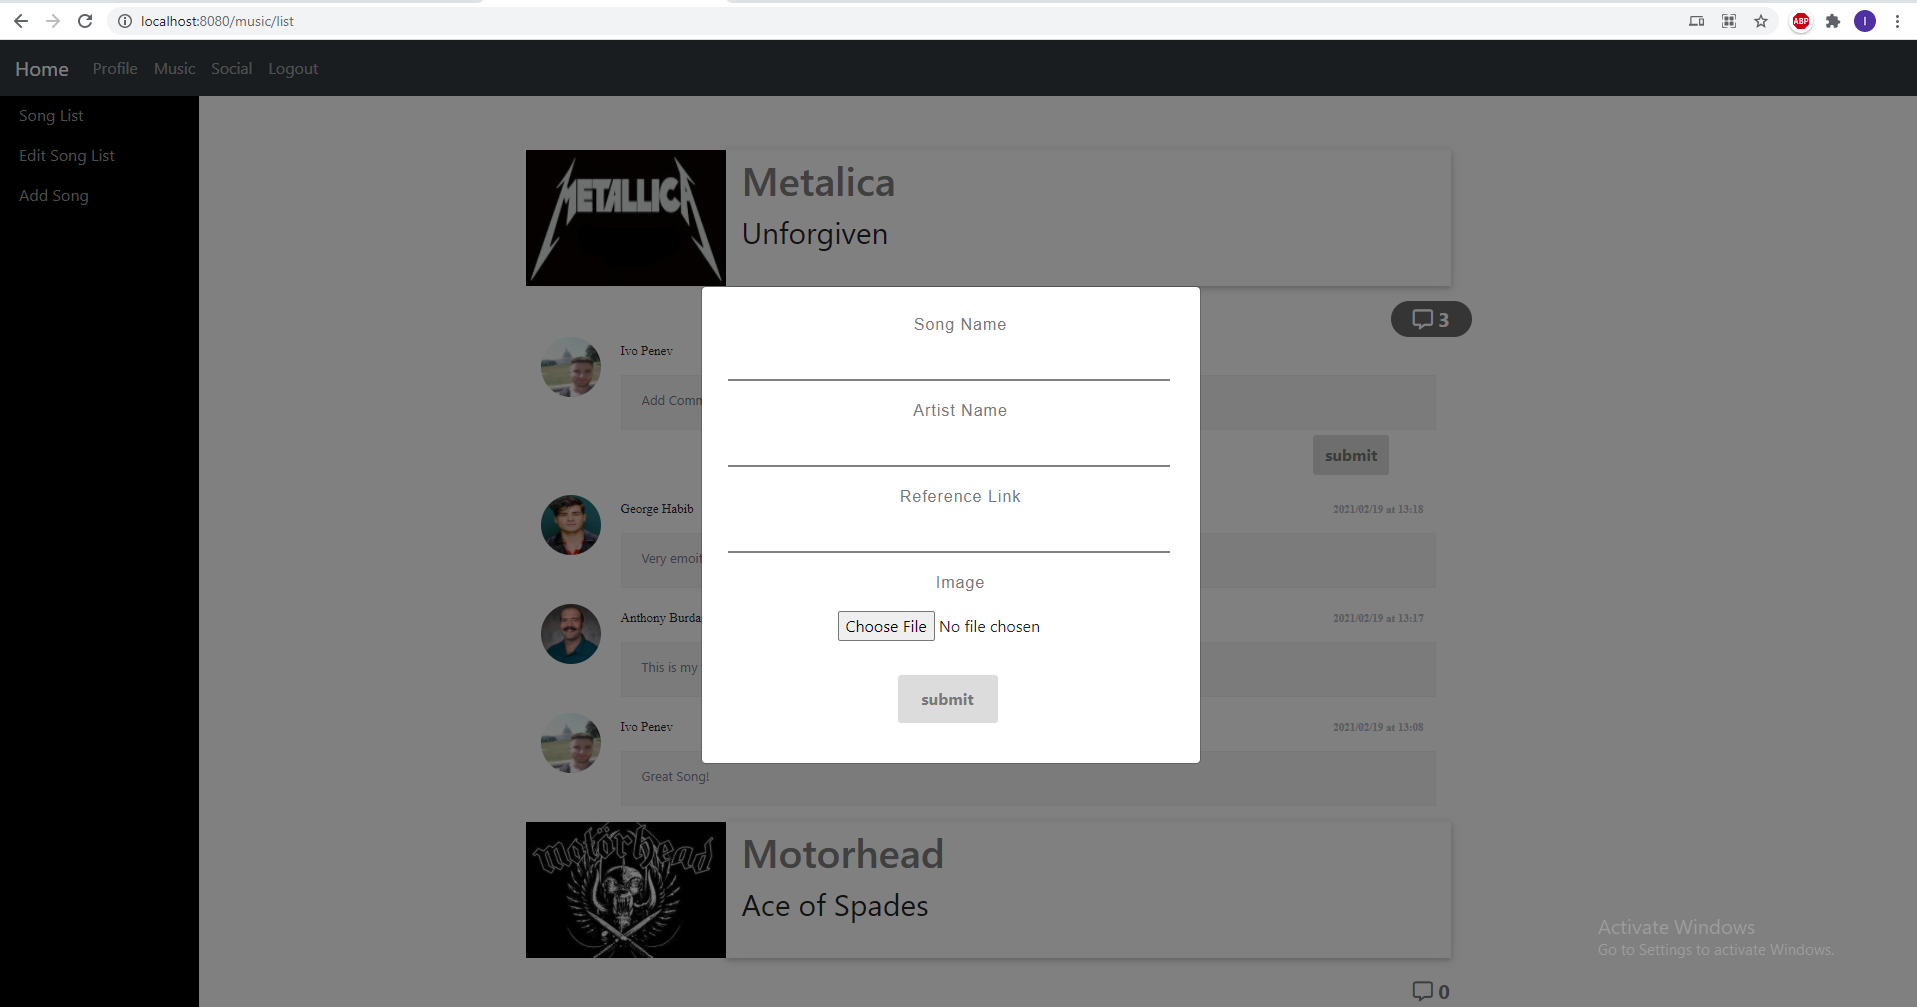 localhost:8080/music/list
ABP
I
Home Profile Music Social Logout
Song List
Edit Song List
Add Song
METALLICA
Metalica
Unforgiven
3
Ivo Penev
Add Comm
submit
George Habib 2021/02/19 at 13:18
Very emoit
Anthony Burda 2021/02/19 at 13:17
This is my
Ivo Penev 2021/02/19 at 13:08
Great Song!
Song Name
Artist Name
Reference Link
Image
Choose File No file chosen
submit
motörhead
Motorhead
Ace of Spades
0
Activate Windows
Go to Settings to activate Windows.